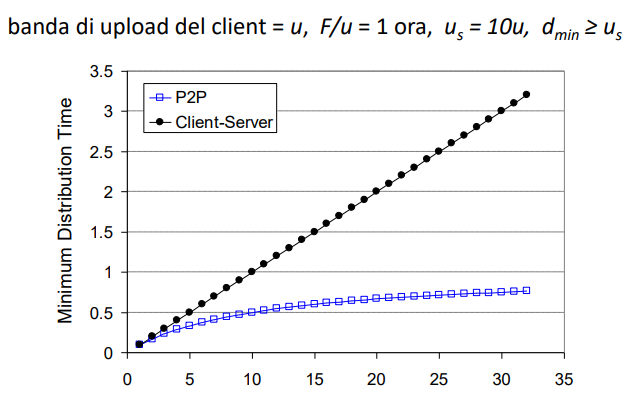 banda di upload del client = u, F/u = 1 ora, us = 10u, dmin ≥ us
3.5
P2P
3
Client-Server
2.5
2
1.5
1
0.5
0
Minimum Distribution Time
0 5 10 15 20 25 30 35